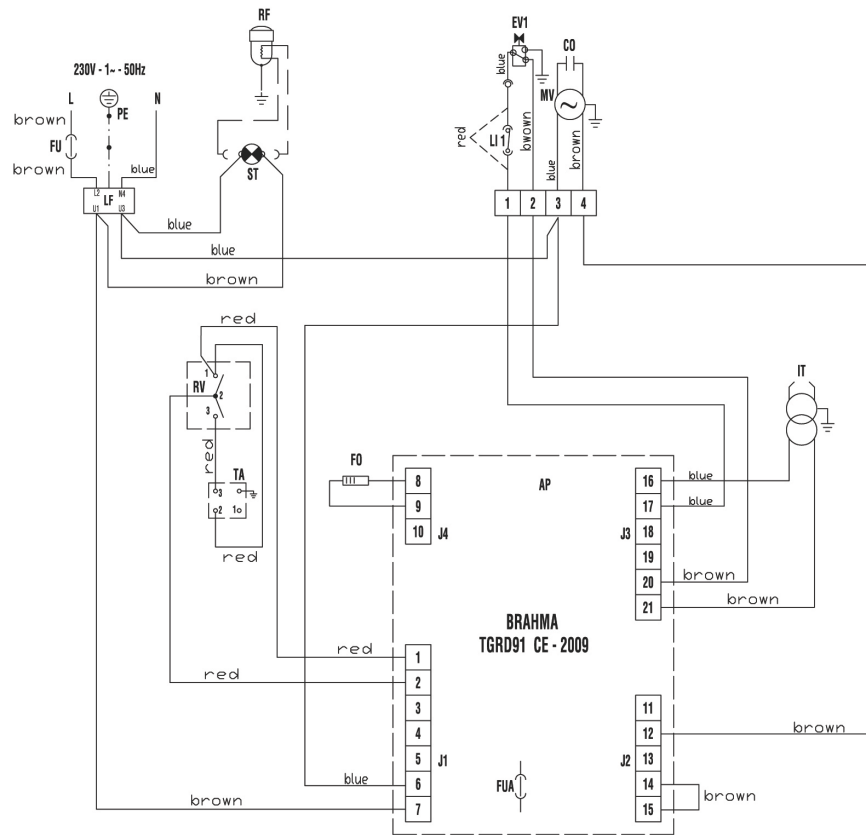 RF
EV1
CO
230V - 1~ - 50Hz
L
N
PE
blue
MV
brown
FU
red
LI 1
bwown
blue
brown
brown
blue
ST
L2
N4
LF
U1
U3
1
2
3
4
blue
blue
brown
red
1
RV
2
3
IT
red
TA
3
2
1
red
FO
8
9
10
J4
AP
16
blue
17
blue
J3
18
19
20
brown
21
brown
BRAHMA
TGRD91 CE - 2009
red
1
red
2
3
4
5
J1
blue
6
brown
7
FUA
11
12
brown
J2
13
14
brown
15